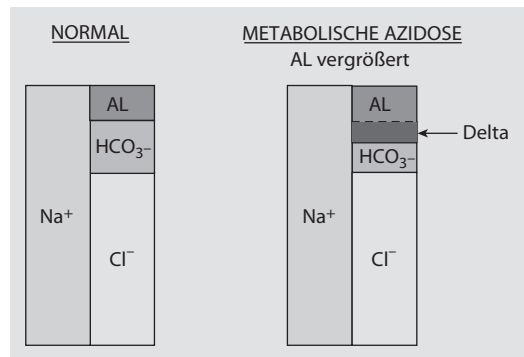 NORMAL
METABOLISCHE AZIDOSE
AL vergrößert
AL
HCO₃–
Na⁺
Cl⁻
AL
Delta
HCO₃–
Na⁺
Cl⁻